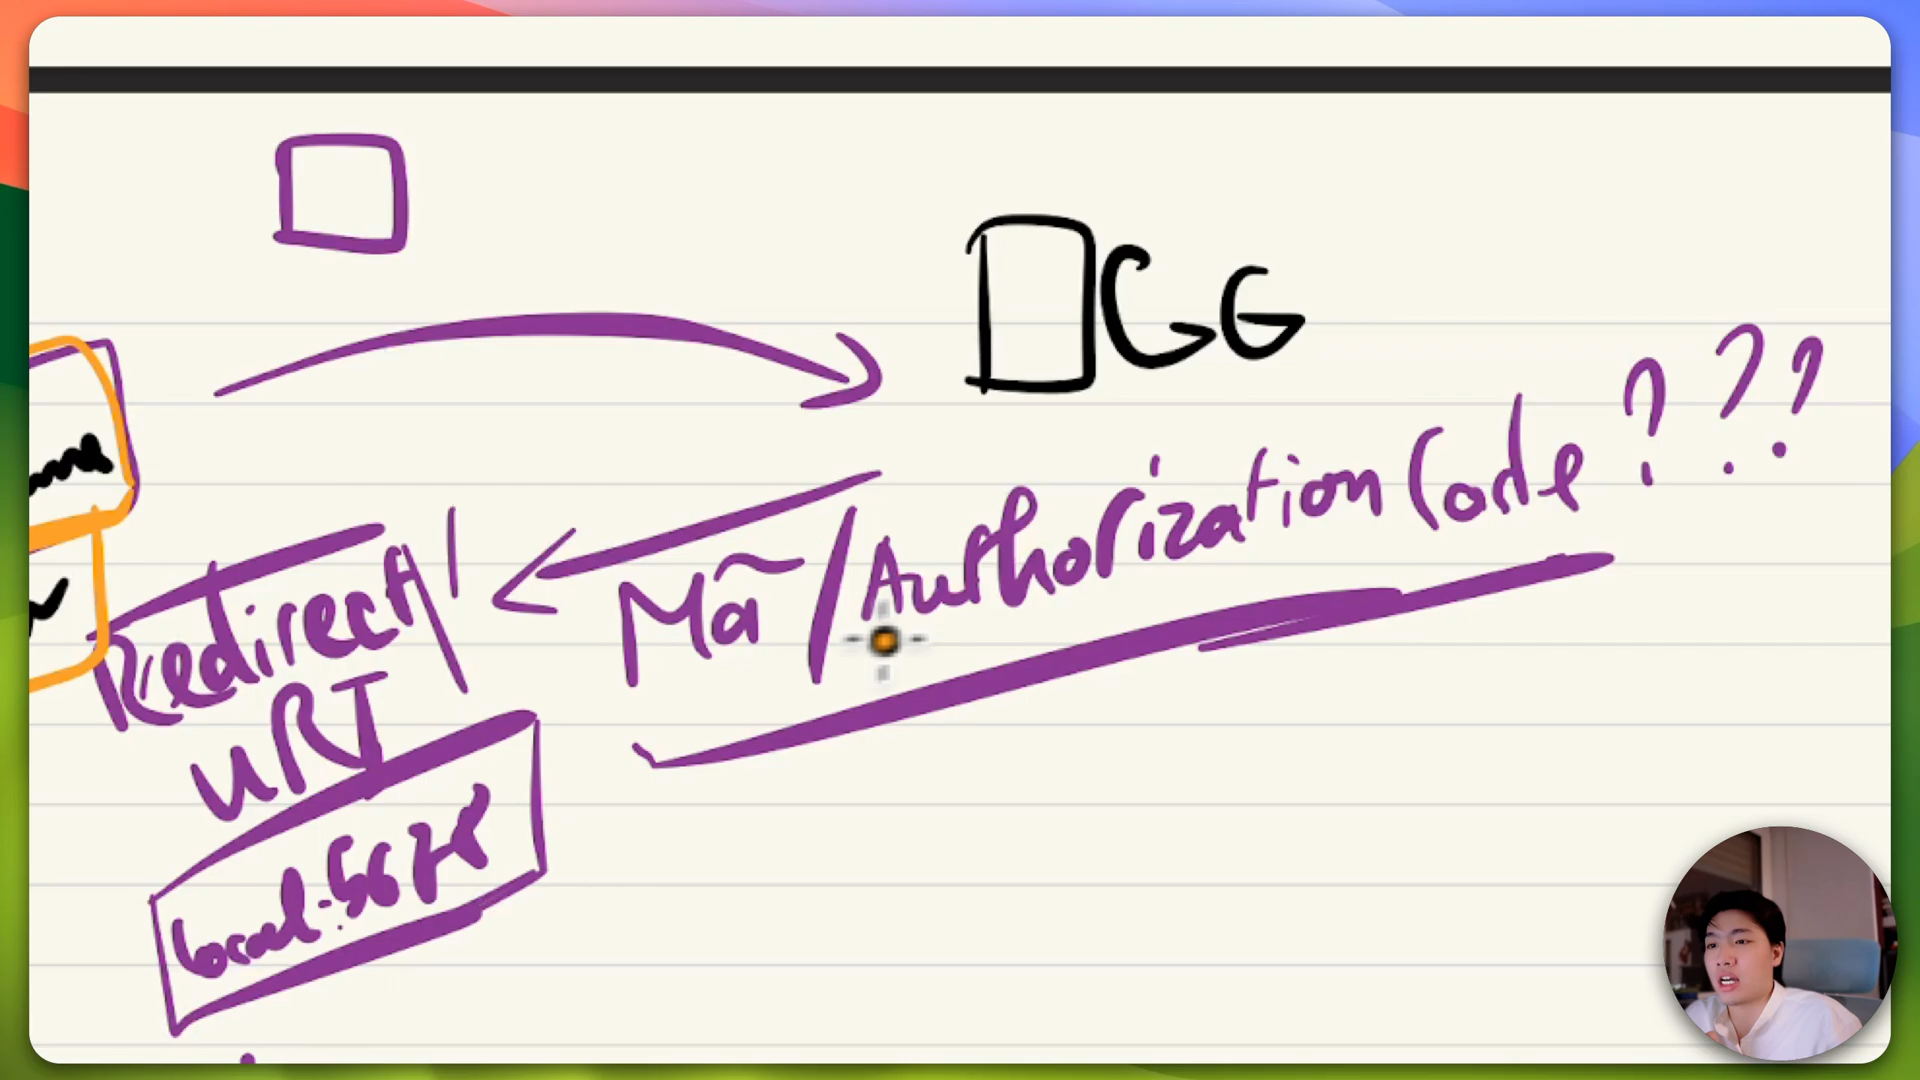 GG
Mã / Authorization Code ? ? ?
Redirect
URI
local:5678